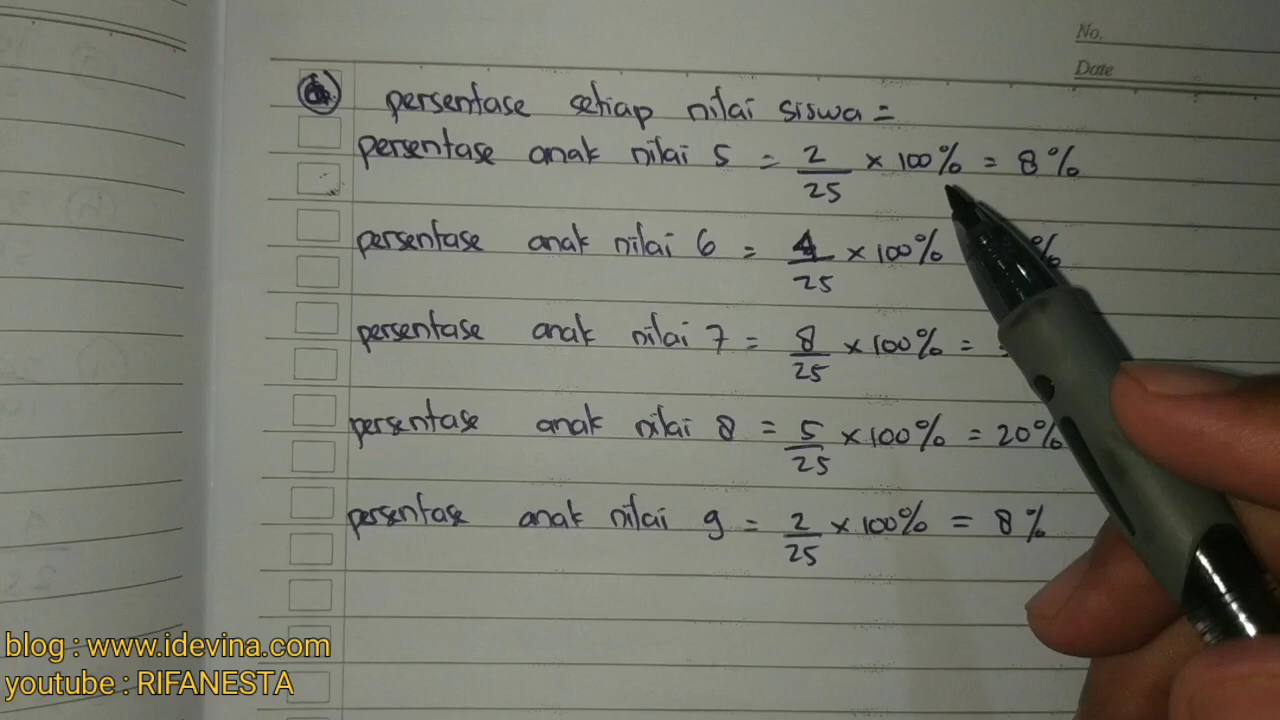 No.
Date
persentase setiap nilai siswa =
persentase anak nilai 5 = 2/25 x 100% = 8%
persentase anak nilai 6 = 4/25 x 100% %
persentase anak nilai 7 = 8/25 x 100% =
persentase anak nilai 8 = 5/25 x 100% = 20%
persentase anak nilai 9 = 2/25 x 100% = 8%
blog : www.idevina.com
youtube : RIFANESTA